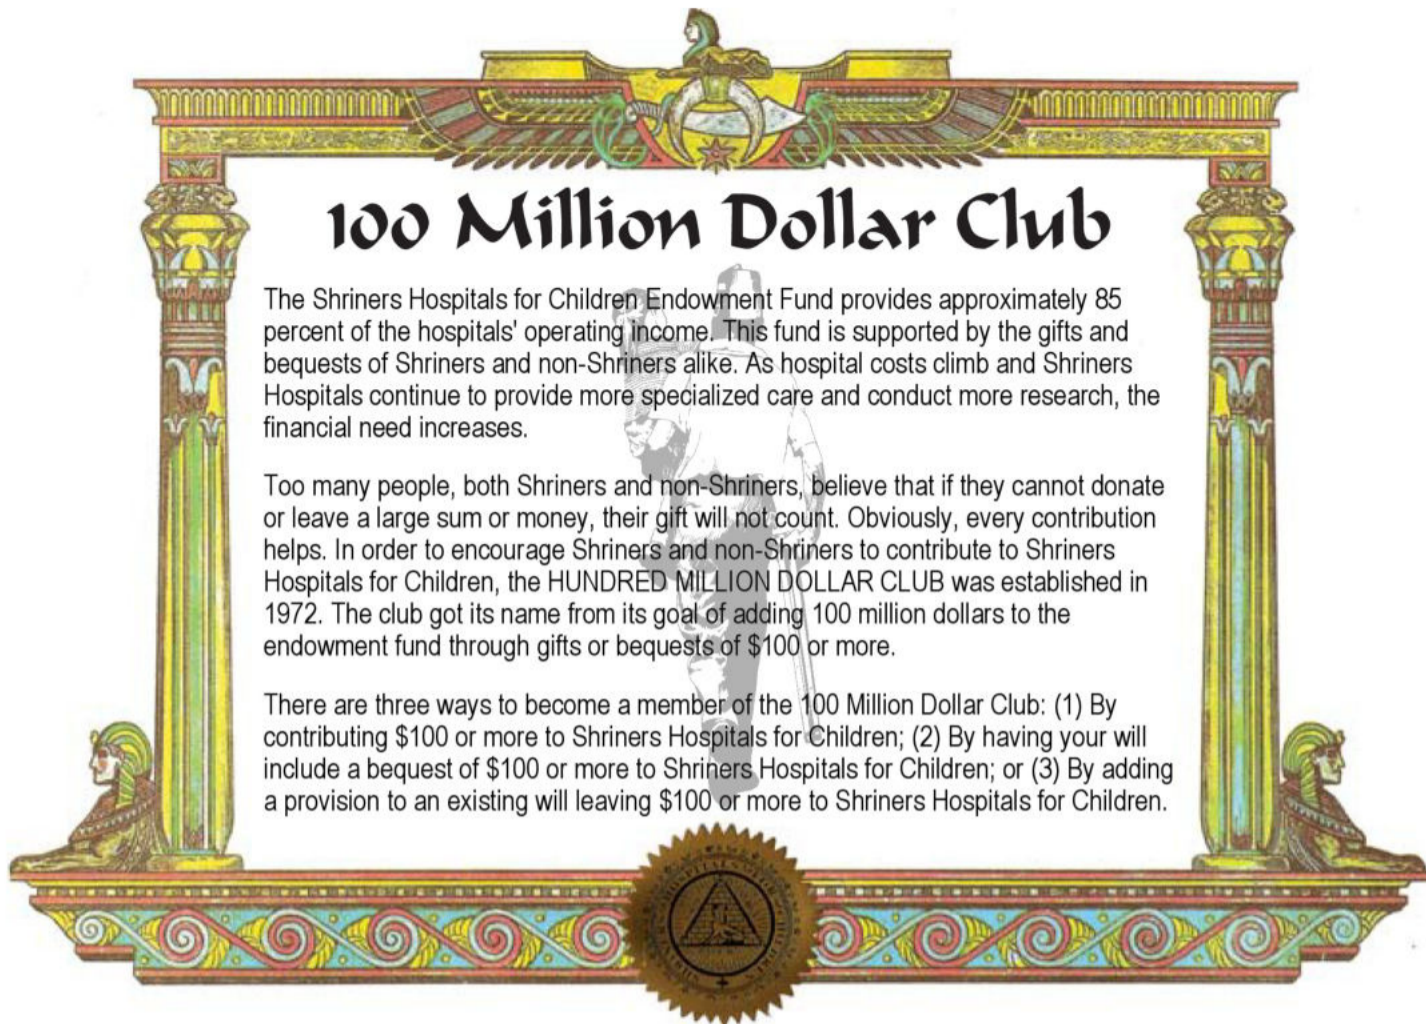 100 Million Dollar Club
The Shriners Hospitals for Children Endowment Fund provides approximately 85
percent of the hospitals' operating income. This fund is supported by the gifts and
bequests of Shriners and non-Shriners alike. As hospital costs climb and Shriners
Hospitals continue to provide more specialized care and conduct more research, the
financial need increases.
Too many people, both Shriners and non-Shriners, believe that if they cannot donate
or leave a large sum or money, their gift will not count. Obviously, every contribution
helps. In order to encourage Shriners and non-Shriners to contribute to Shriners
Hospitals for Children, the HUNDRED MILLION DOLLAR CLUB was established in
1972. The club got its name from its goal of adding 100 million dollars to the
endowment fund through gifts or bequests of $100 or more.
There are three ways to become a member of the 100 Million Dollar Club: (1) By
contributing $100 or more to Shriners Hospitals for Children; (2) By having your will
include a bequest of $100 or more to Shriners Hospitals for Children; or (3) By adding
a provision to an existing will leaving $100 or more to Shriners Hospitals for Children.